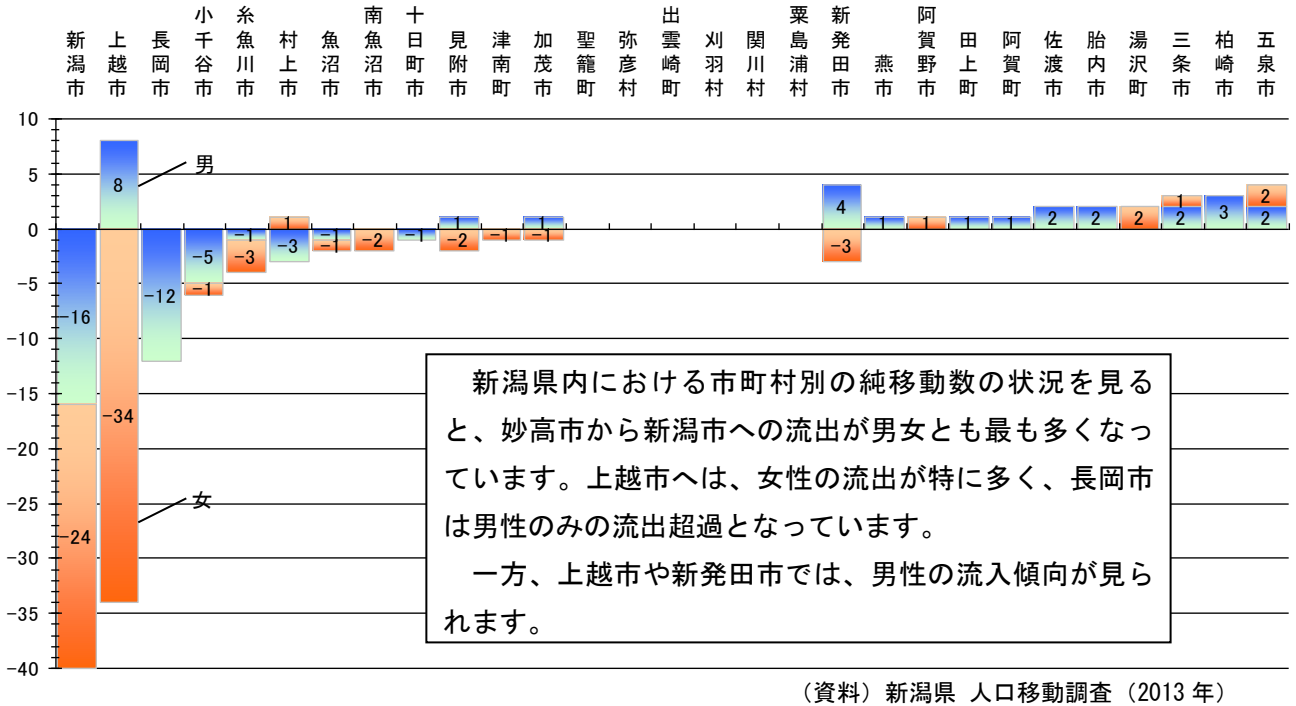 新潟市
上越市
長岡市
小千谷市
糸魚川市
村上市
魚沼市
南魚沼市
十日町市
見附市
津南町
加茂市
聖籠町
弥彦村
出雲崎町
刈羽村
関川村
粟島浦村
新発田市
燕市
阿賀野市
田上町
阿賀町
佐渡市
胎内市
湯沢町
三条市
柏崎市
五泉市
10
5
0
-5
-10
-15
-20
-25
-30
-35
-40
男
女
-16
-24
8
-34
-12
-5
-1
-1
-3
1
-3
-1
-1
-2
-1
1
-2
-1
1
-1
4
-3
1
1
1
1
2
2
2
1
2
3
2
2
新潟県内における市町村別の純移動数の状況を見る
と、妙高市から新潟市への流出が男女とも最も多くなっ
ています。上越市へは、女性の流出が特に多く、長岡市
は男性のみの流出超過となっています。
一方、上越市や新発田市では、男性の流入傾向が見ら
れます。
（資料）新潟県 人口移動調査（2013 年）